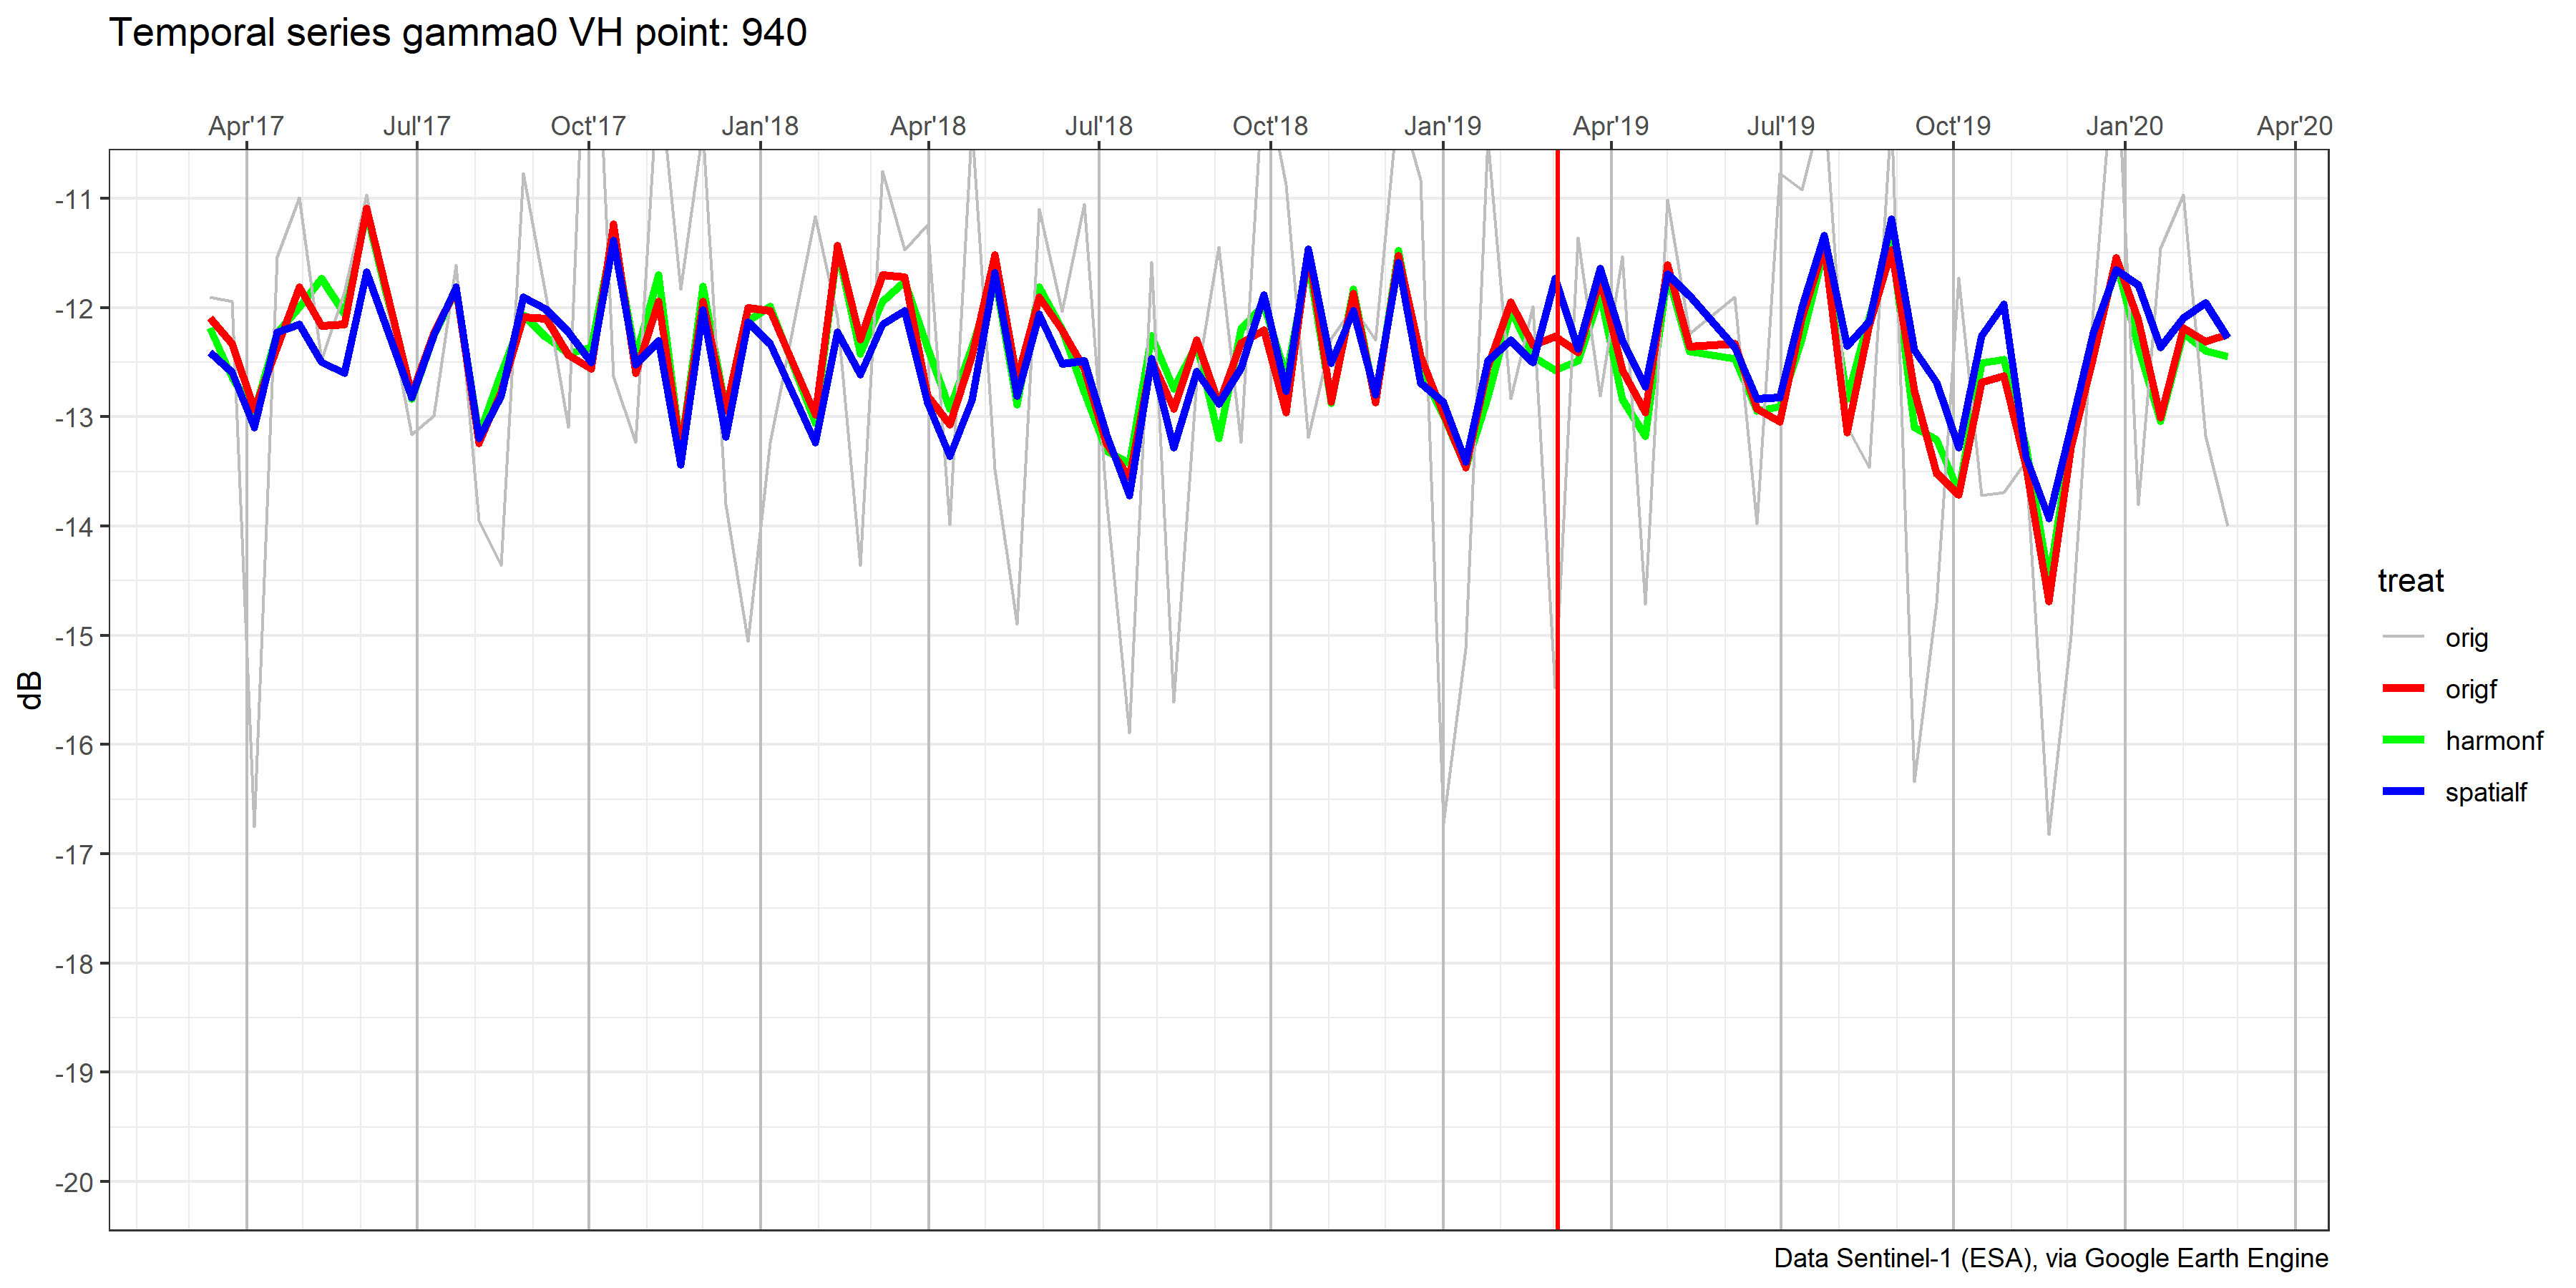 Temporal series gamma0 VH point: 940
Apr'17 Jul'17 Oct'17 Jan'18 Apr'18 Jul'18 Oct'18 Jan'19 Apr'19 Jul'19 Oct'19 Jan'20 Apr'20
-11
-12
-13
-14
-15
-16
-17
-18
-19
-20
dB
treat
orig
origf
harmonf
spatialf
Data Sentinel-1 (ESA), via Google Earth Engine